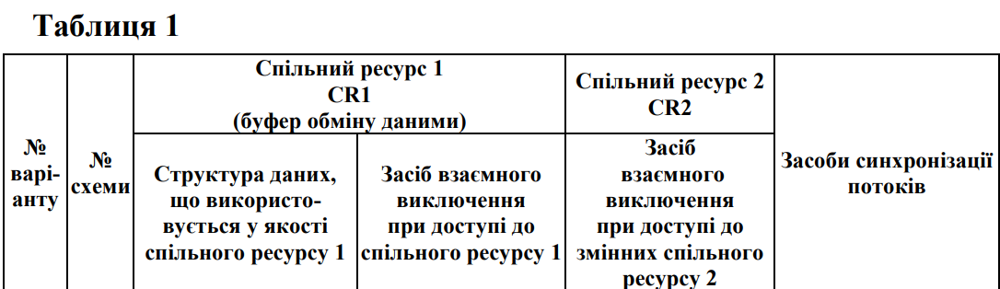 Таблиця 1
№
варі-
анту
№
схеми
Спільний ресурс 1
CR1
(буфер обміну даними)
Структура даних,
що використо-
вується у якості
спільного ресурсу 1
Засіб взаємного
виключення
при доступі до
спільного ресурсу 1
Спільний ресурс 2
CR2
Засіб
взаємного
виключення
при доступі до
змінних спільного
ресурсу 2
Засоби синхронізації
потоків